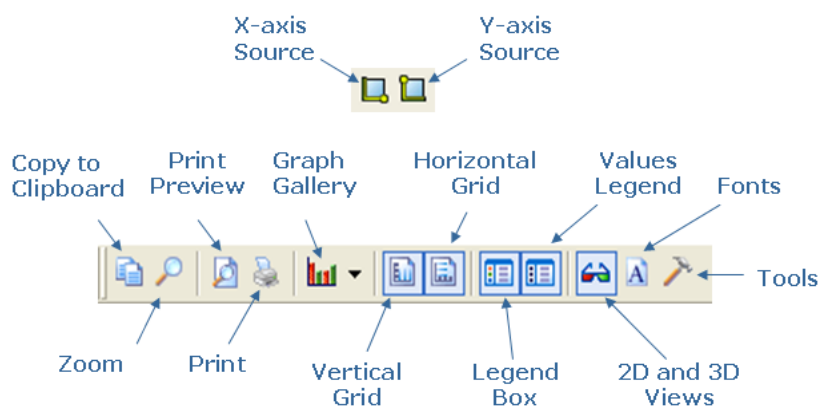 X-axis
Source
Y-axis
Source
Copy to
Clipboard
Print
Preview
Graph
Gallery
Horizontal
Grid
Values
Legend
Fonts
A
Tools
Zoom
Print
Vertical
Grid
Legend
Box
2D and 3D
Views